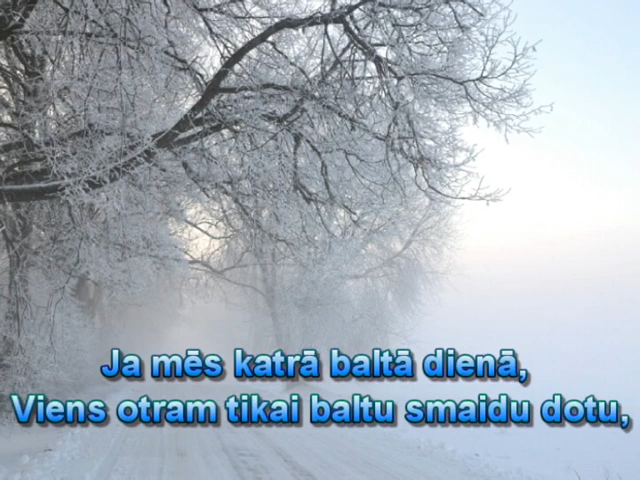 Ja mēs katrā baltā dienā,
Viens otram tikai baltu smaidu dotu,